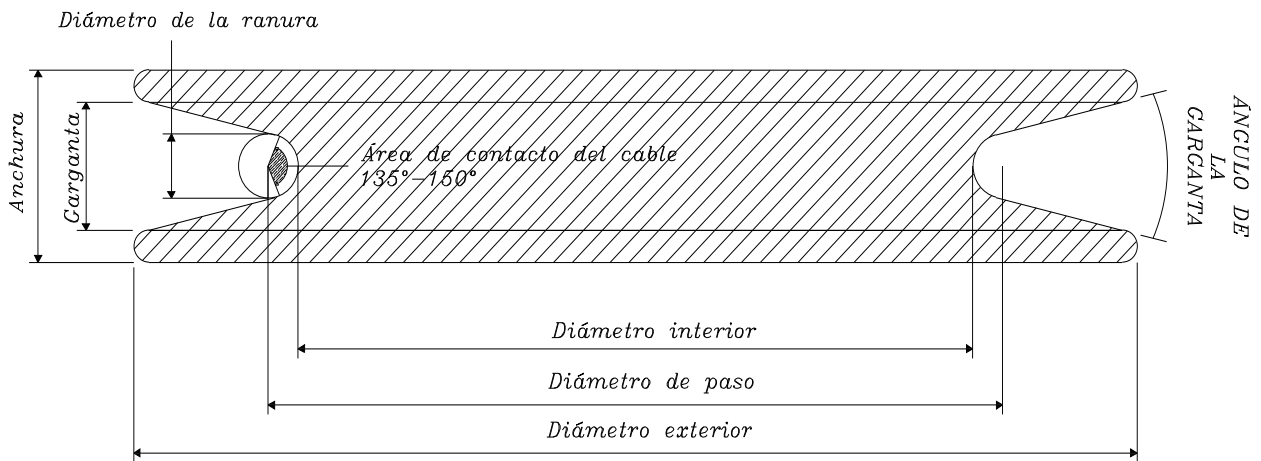 Diámetro de la ranura
Anchura
Garganta
Área de contacto del cable
135°–150°
ÁNGULO DE
LA
GARGANTA
Diámetro interior
Diámetro de paso
Diámetro exterior